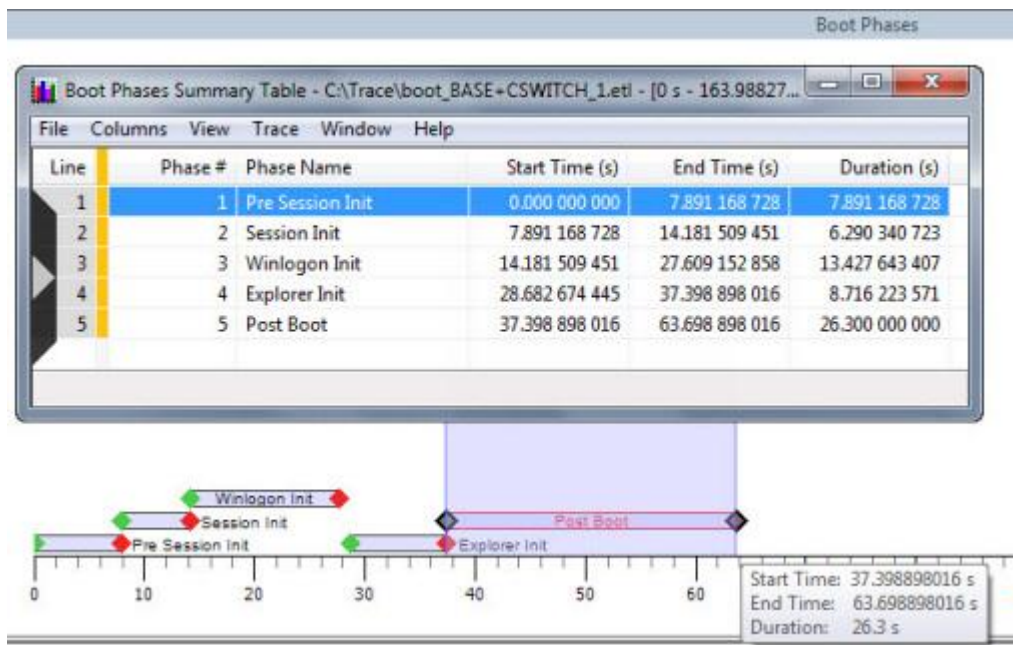 Boot Phases
Boot Phases Summary Table - C:\Trace\boot_BASE+CSWITCH_1.etl - [0 s - 163.98827...
File Columns View Trace Window Help
Line Phase # Phase Name Start Time (s) End Time (s) Duration (s)
1 1 Pre Session Init 0.000 000 000 7.891 168 728 7.891 168 728
2 2 Session Init 7.891 168 728 14.181 509 451 6.290 340 723
3 3 Winlogon Init 14.181 509 451 27.609 152 858 13.427 643 407
4 4 Explorer Init 28.682 674 445 37.398 898 016 8.716 223 571
5 5 Post Boot 37.398 898 016 63.698 898 016 26.300 000 000
Winlogon Init
Session Init Post Boot
Pre Session Init Explorer Init
0 10 20 30 40 50 60
Start Time: 37.398898016 s
End Time: 63.698898016 s
Duration: 26.3 s